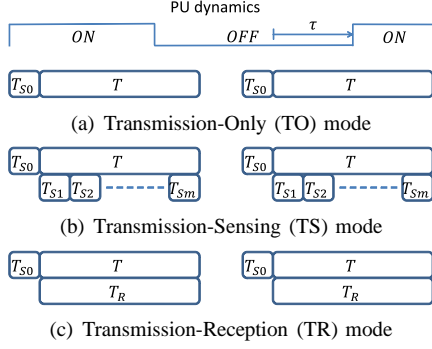 PU dynamics
ON OFF τ ON
T_S0 T T_S0 T
(a) Transmission-Only (TO) mode
T_S0 T T_S0 T
T_S1 T_S2 T_Sm T_S1 T_S2 T_Sm
(b) Transmission-Sensing (TS) mode
T_S0 T T_S0 T
T_R T_R
(c) Transmission-Reception (TR) mode